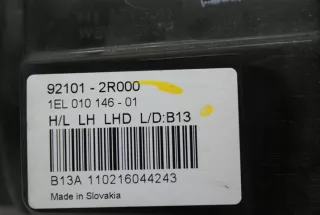 92101 - 2R000
1EL 010 146 - 01
H/L LH LHD L/D:B13
B13A 110216044243
Made in Slovakia